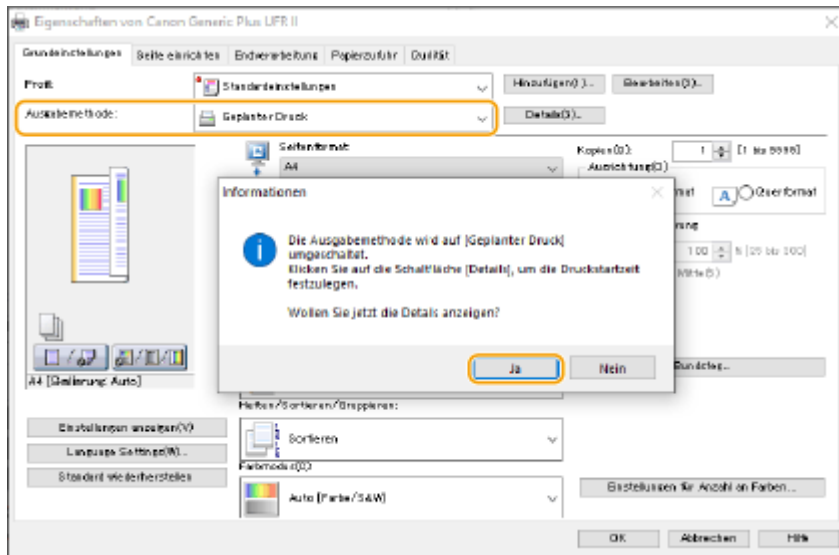 Eigenschaften von Canon Generic Plus UFR II
Grundeinstellungen Seite einrichten Endverarbeitung Papierzufuhr Qualität
Profil: Standardeinstellungen Hinzufügen(1)... Bearbeiten(2)...
Ausgabemethode: Geplanter Druck Details(3)...
Seitenformat:
A4
Kopien(Q): 1 [1 bis 9999]
Ausrichtung(O)
Querformat
Informationen
Die Ausgabemethode wird auf [Geplanter Druck]
umgeschaltet.
Klicken Sie auf die Schaltfläche [Details], um die Druckstartzeit
festzulegen.
Wollen Sie jetzt die Details anzeigen?
Ja Nein
100 % [25 bis 200]
A4 [Skalierung: Auto]
Heften/Sortieren/Gruppieren:
Einstellungen anzeigen(V)
Sortieren
Language Settings(W)...
Standard wiederherstellen
Auto [Farbe/S&W]
Einstellungen für Anzahl an Farben...
OK Abbrechen Hilfe